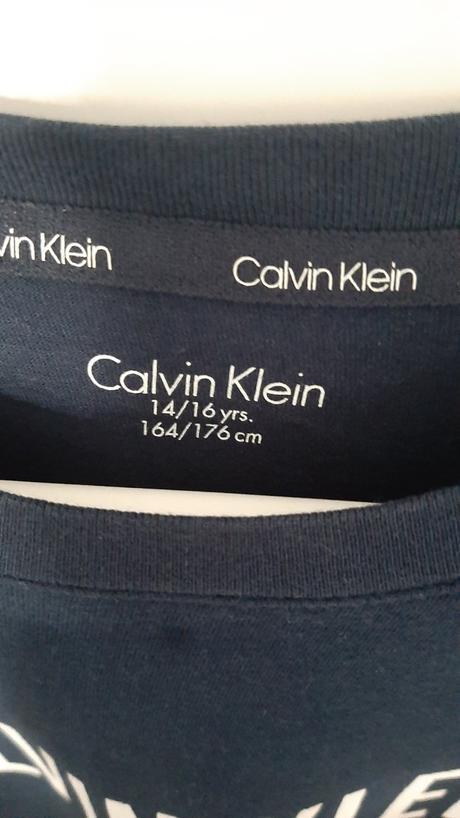 vin Klein
Calvin Klein
Calvin Klein
14/16 yrs.
164/176 cm